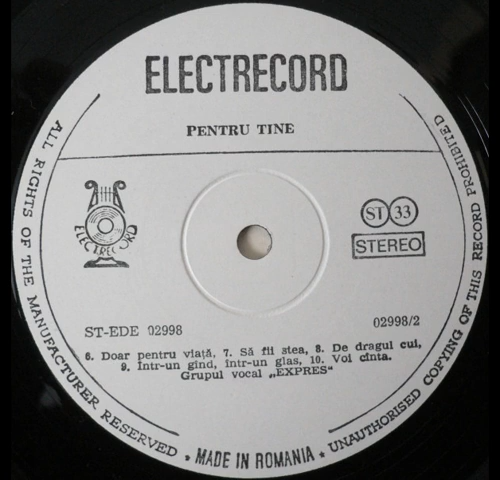 ELECTRECORD
PENTRU TINE
ELECTRECORD
ST 33
STEREO
ST-EDE 02998
02998/2
6. Doar pentru viață, 7. Să fii stea, 8. De dragul cui,
9. Într-un gînd, într-un glas, 10. Voi cînta.
Grupul vocal „EXPRES“
ALL RIGHTS OF THE MANUFACTURER RESERVED • MADE IN ROMANIA • UNAUTHORISED COPYING OF THIS RECORD PROHIBITED